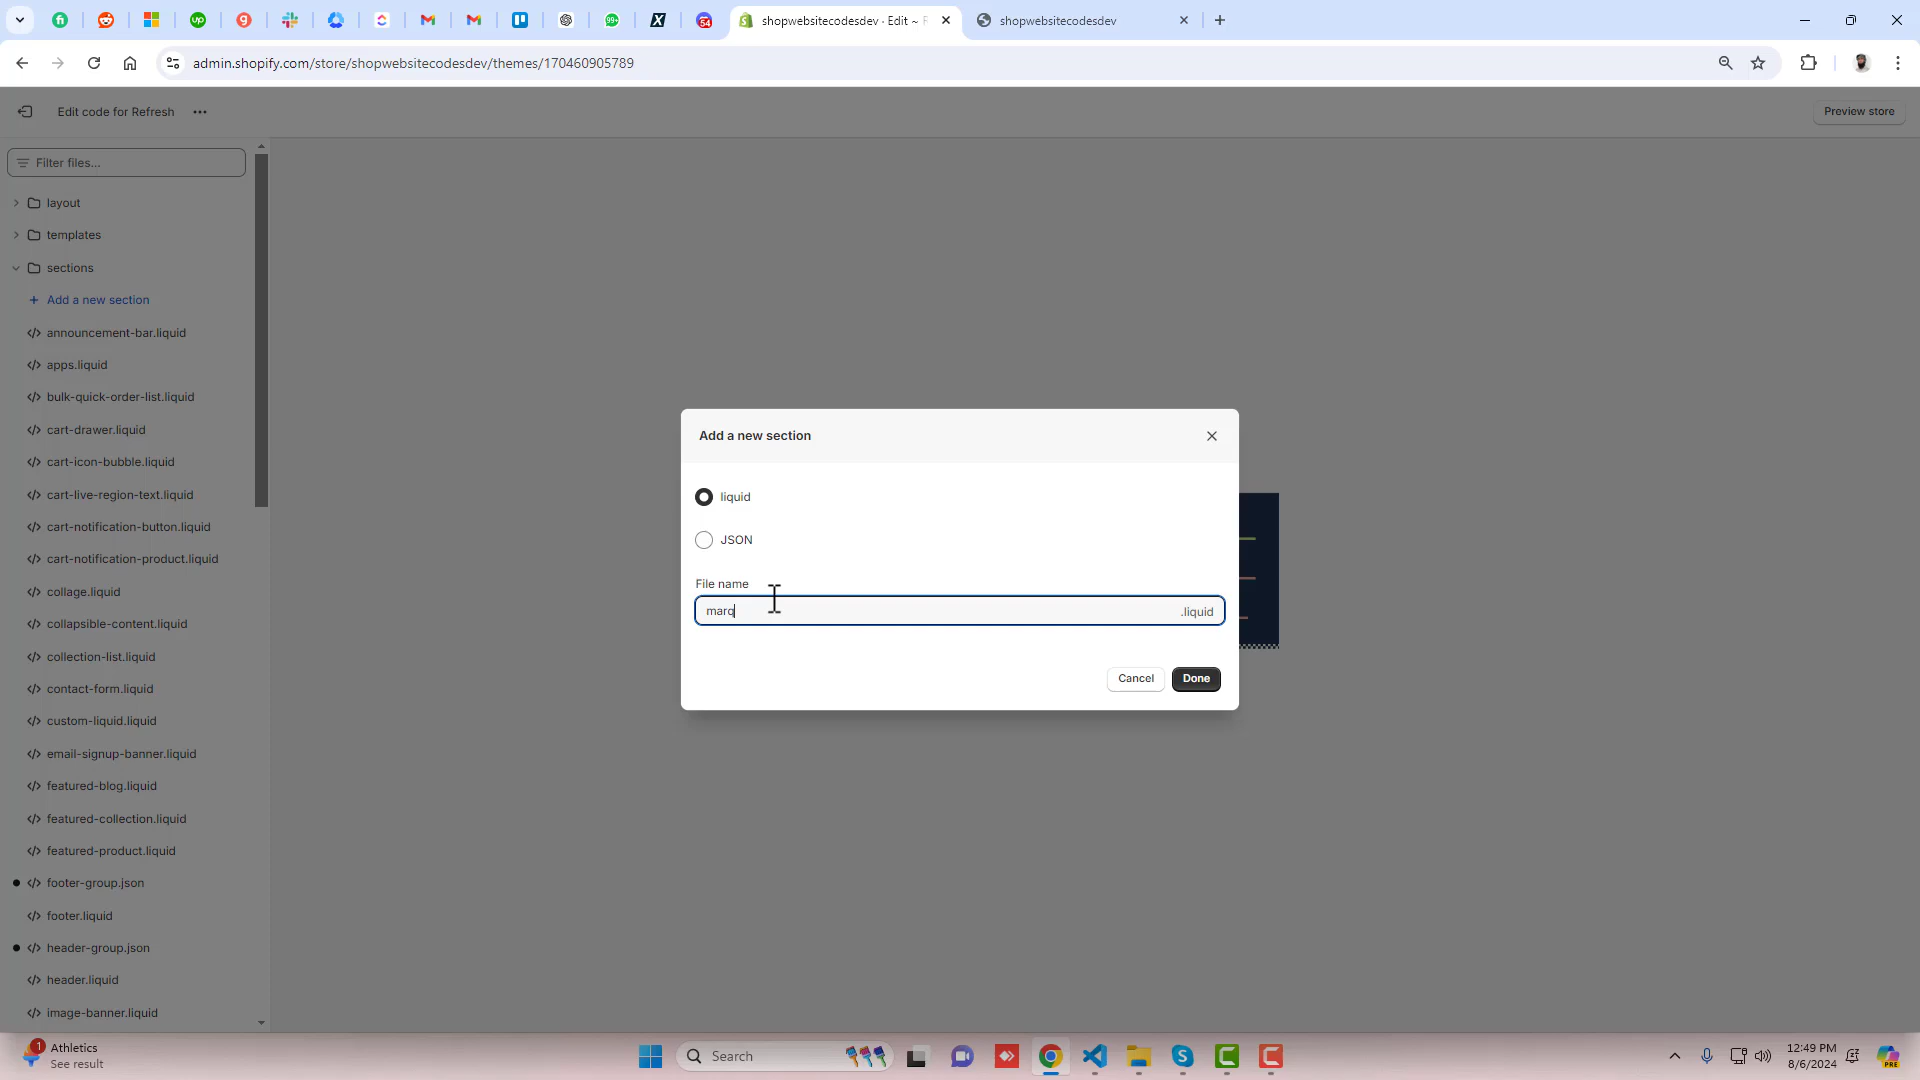 shopwebsitecodesdev · Edit ~ R
shopwebsitecodesdev
admin.shopify.com/store/shopwebsitecodesdev/themes/170460905789
Edit code for Refresh
Preview store
Filter files...
layout
templates
sections
Add a new section
announcement-bar.liquid
apps.liquid
bulk-quick-order-list.liquid
cart-drawer.liquid
cart-icon-bubble.liquid
cart-live-region-text.liquid
cart-notification-button.liquid
cart-notification-product.liquid
collage.liquid
collapsible-content.liquid
collection-list.liquid
contact-form.liquid
custom-liquid.liquid
email-signup-banner.liquid
featured-blog.liquid
featured-collection.liquid
featured-product.liquid
footer-group.json
footer.liquid
header-group.json
header.liquid
image-banner.liquid
Add a new section
liquid
JSON
File name
marq
.liquid
Cancel
Done
1
Athletics
See result
Search
12:49 PM
8/6/2024
PRE
99+
54
up